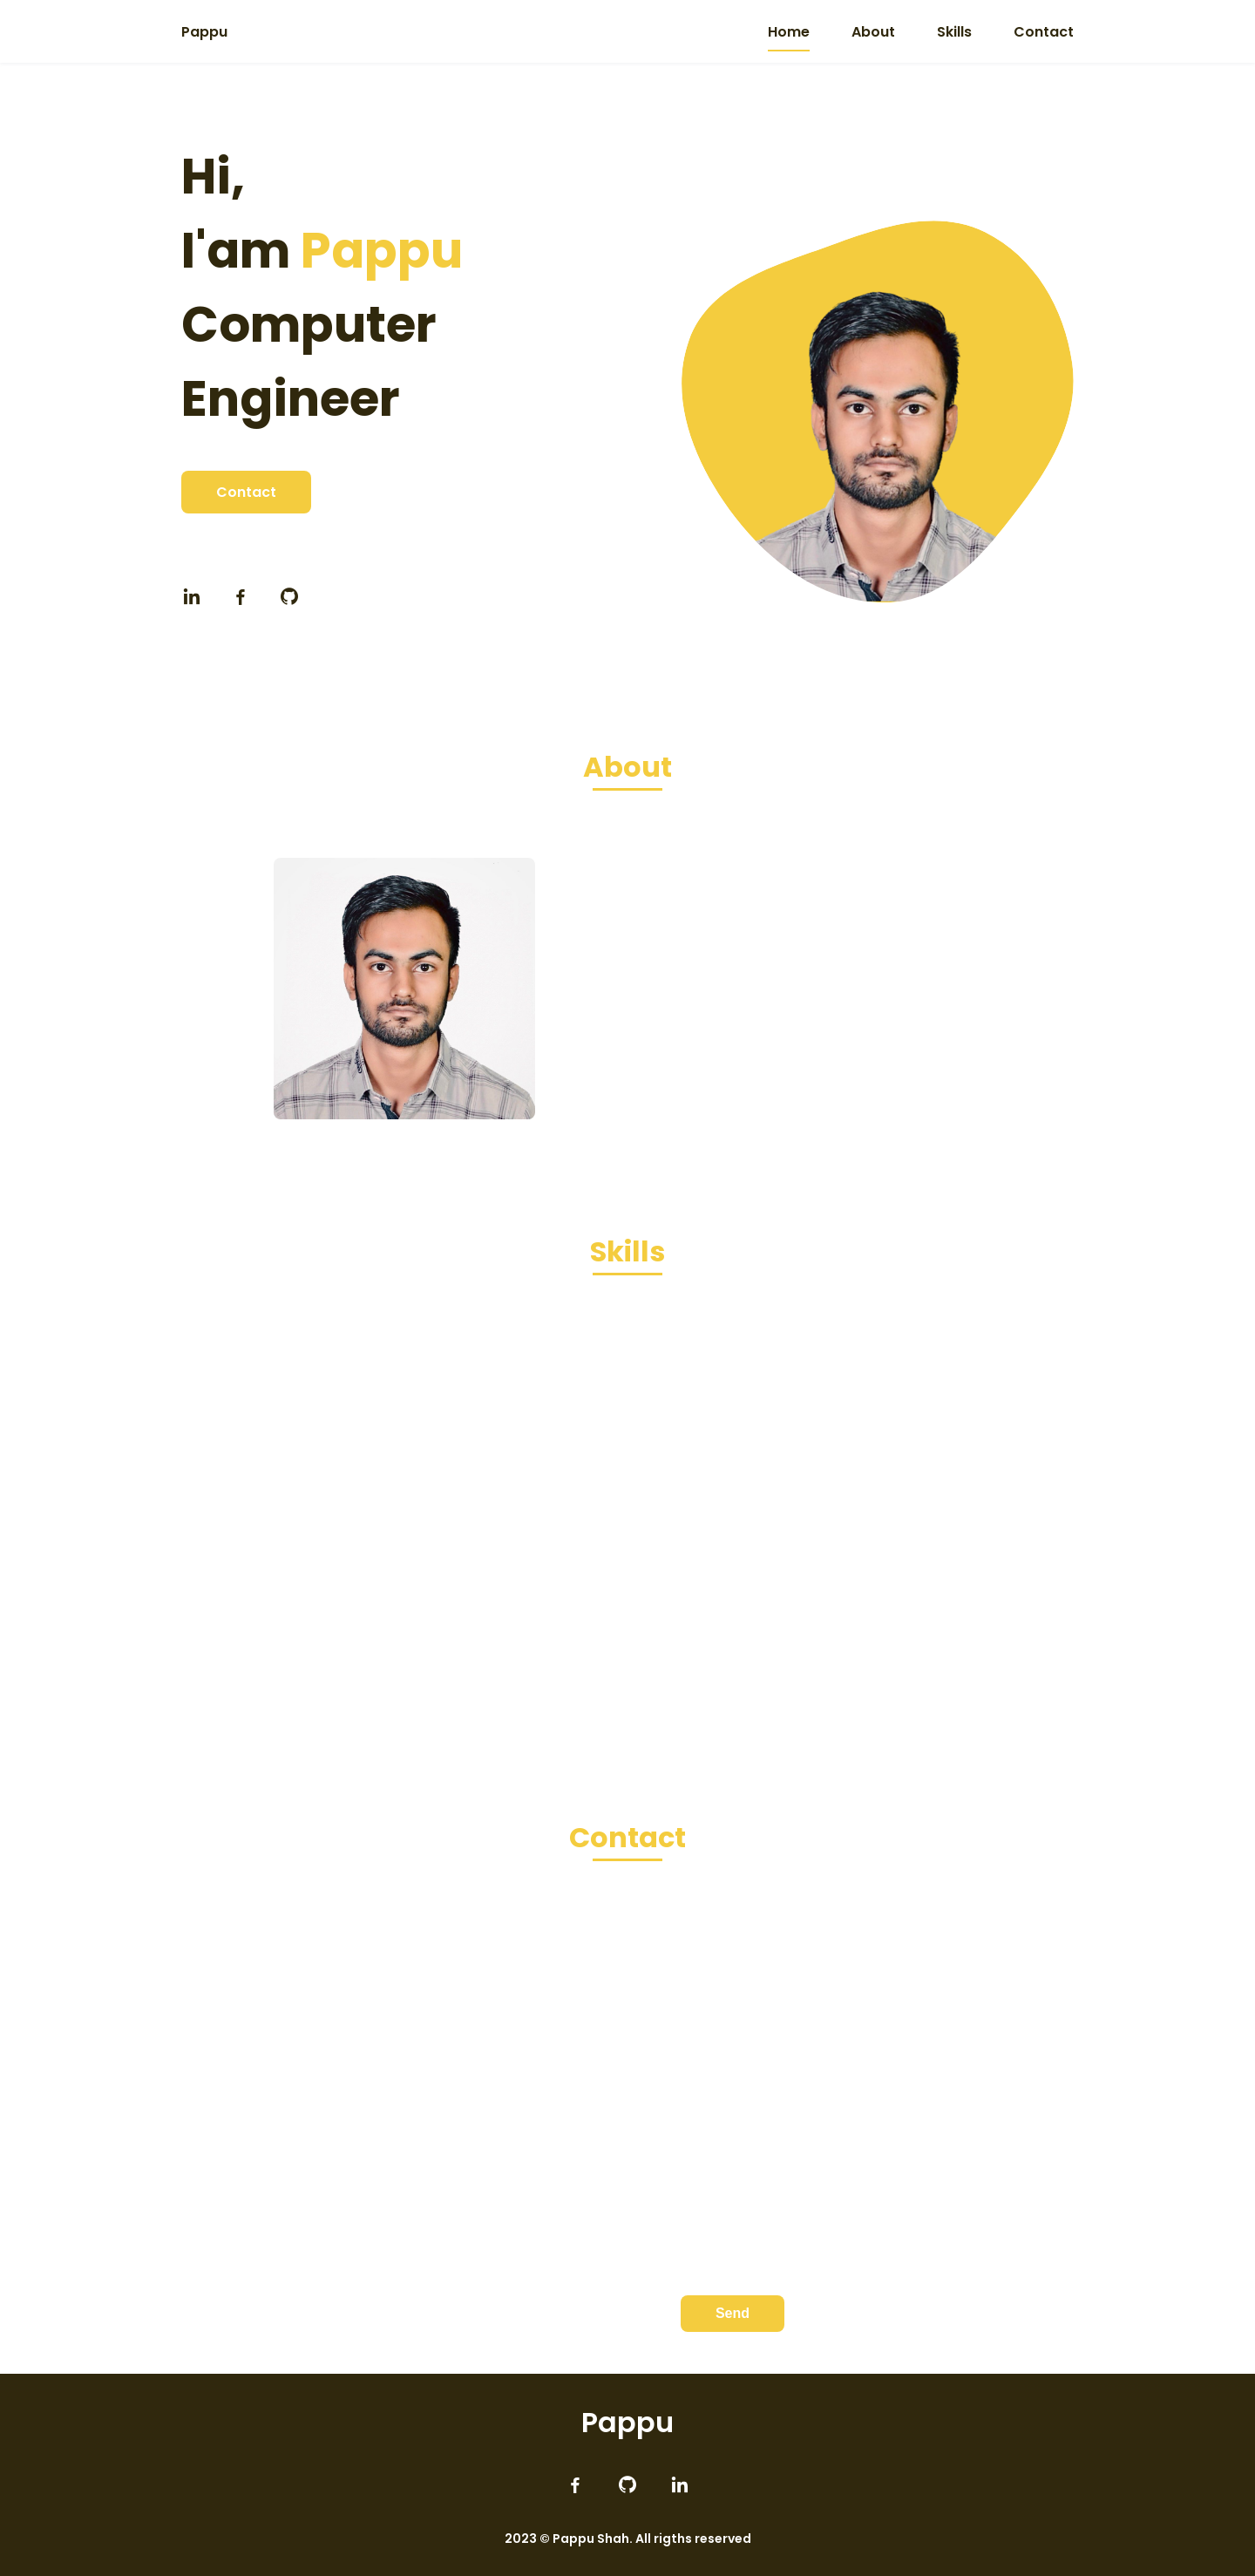 Pappu
Home About Skills Contact
Hi,
I'am Pappu
Computer
Engineer
Contact
About
Skills
Contact
Send
Pappu
2023 © Pappu Shah. All rigths reserved